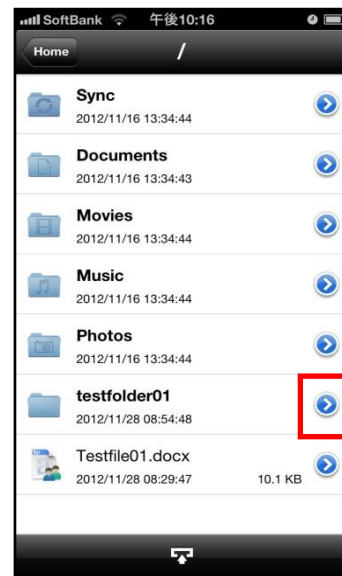 SoftBank 午後10:16
Home /
Sync
2012/11/16 13:34:44
Documents
2012/11/16 13:34:43
Movies
2012/11/16 13:34:44
Music
2012/11/16 13:34:44
Photos
2012/11/16 13:34:44
testfolder01
2012/11/28 08:54:48
Testfile01.docx
2012/11/28 08:29:47 10.1 KB